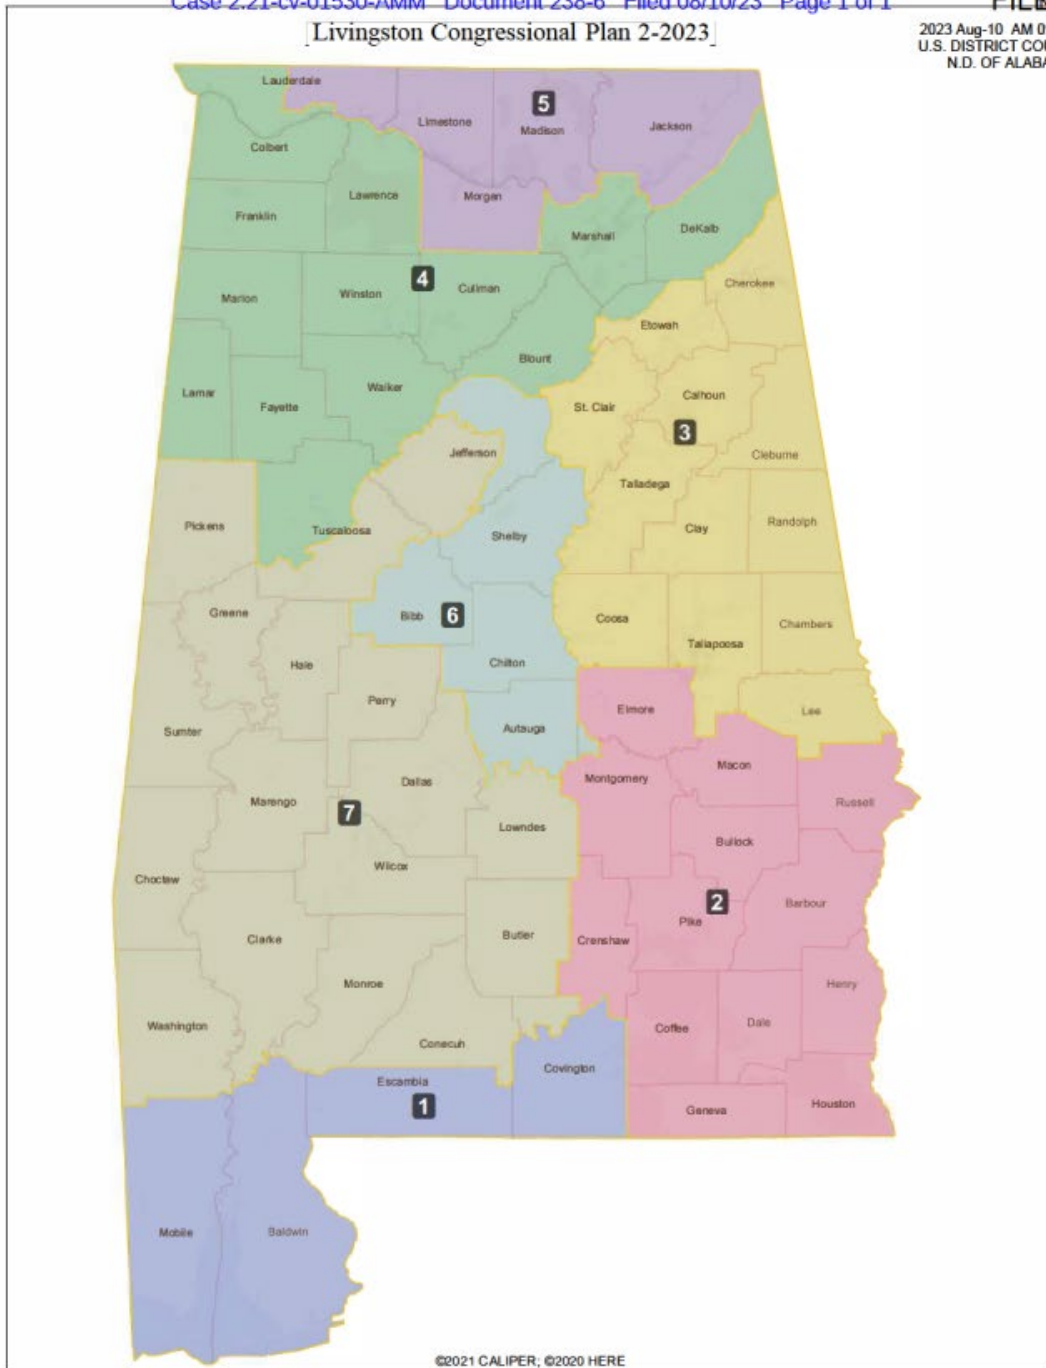 Case 2:21-cv-01530-AMM Document 238-6 Filed 08/10/23 Page 1 of 1
2023 Aug-10 AM
U.S. DISTRICT
N.D. OF
Livingston Congressional Plan 2-2023
Lauderdale
5
Limestone
Madison
Jackson
Colbert
Lawrence
Morgan
Franklin
Marshall
DeKalb
4
Cullman
Cherokee
Marion
Winston
Etowah
Blount
Lamar
Walker
Calhoun
Fayette
St. Clair
3
Jefferson
Cleburne
Talladega
Pickens
Tuscaloosa
Shelby
Clay
Randolph
Greene
Bibb
6
Coosa
Chambers
Tallapoosa
Hale
Chilton
Perry
Elmore
Lee
Sumter
Autauga
Macon
Dallas
Montgomery
Marengo
7
Russell
Lowndes
Bullock
Choctaw
Wilcox
2
Barbour
Pike
Clarke
Butler
Crenshaw
Monroe
Henry
Washington
Coffee
Dale
Conecuh
Covington
Escambia
1
Geneva
Houston
Mobile
Baldwin
©2021 CALIPER; ©2020 HERE